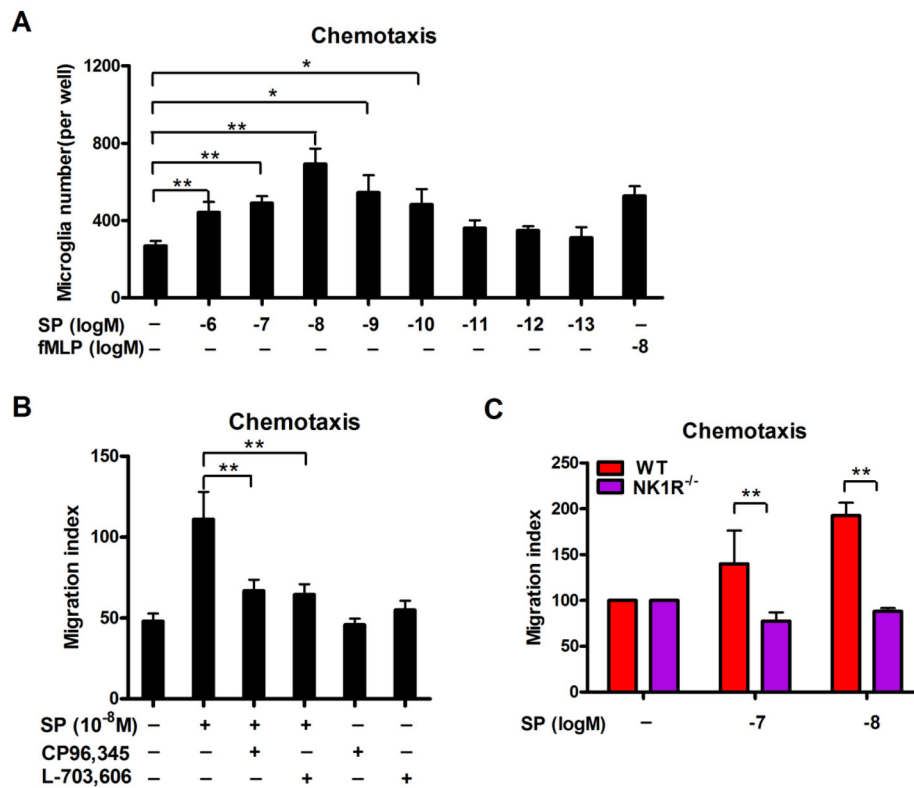 A
Chemotaxis
Microglia number(per well)
1200
800
400
0
*
*
**
**
**
SP (logM) – -6 -7 -8 -9 -10 -11 -12 -13 –
fMLP (logM) – – – – – – – – – -8
B
Chemotaxis
Migration index
150
100
50
0
**
**
SP (10⁻⁸M) – + + + – –
CP96,345 – – + – + –
L-703,606 – – – + – +
C
Chemotaxis
Migration index
250
200
150
100
50
0
WT
NK1R⁻/⁻
**
**
SP (logM) – -7 -8